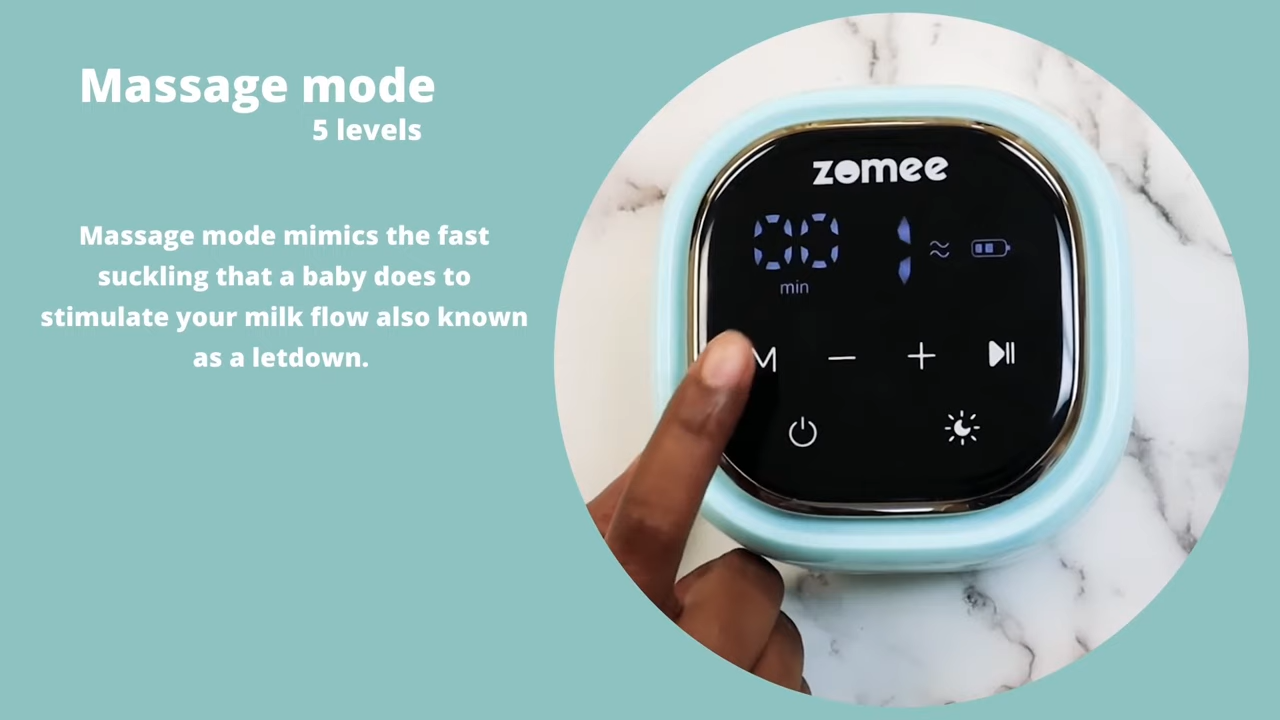 Massage mode
5 levels
Massage mode mimics the fast
suckling that a baby does to
stimulate your milk flow also known
as a letdown.
zomee
00 1
min
M